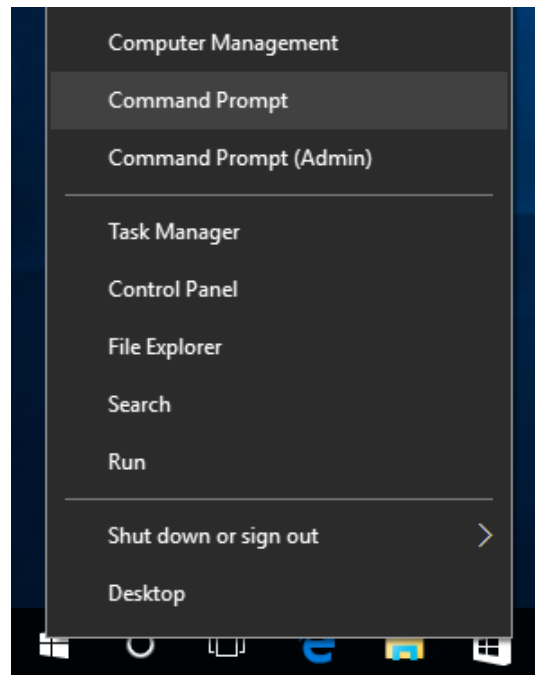 Computer Management
Command Prompt
Command Prompt (Admin)
Task Manager
Control Panel
File Explorer
Search
Run
Shut down or sign out
Desktop